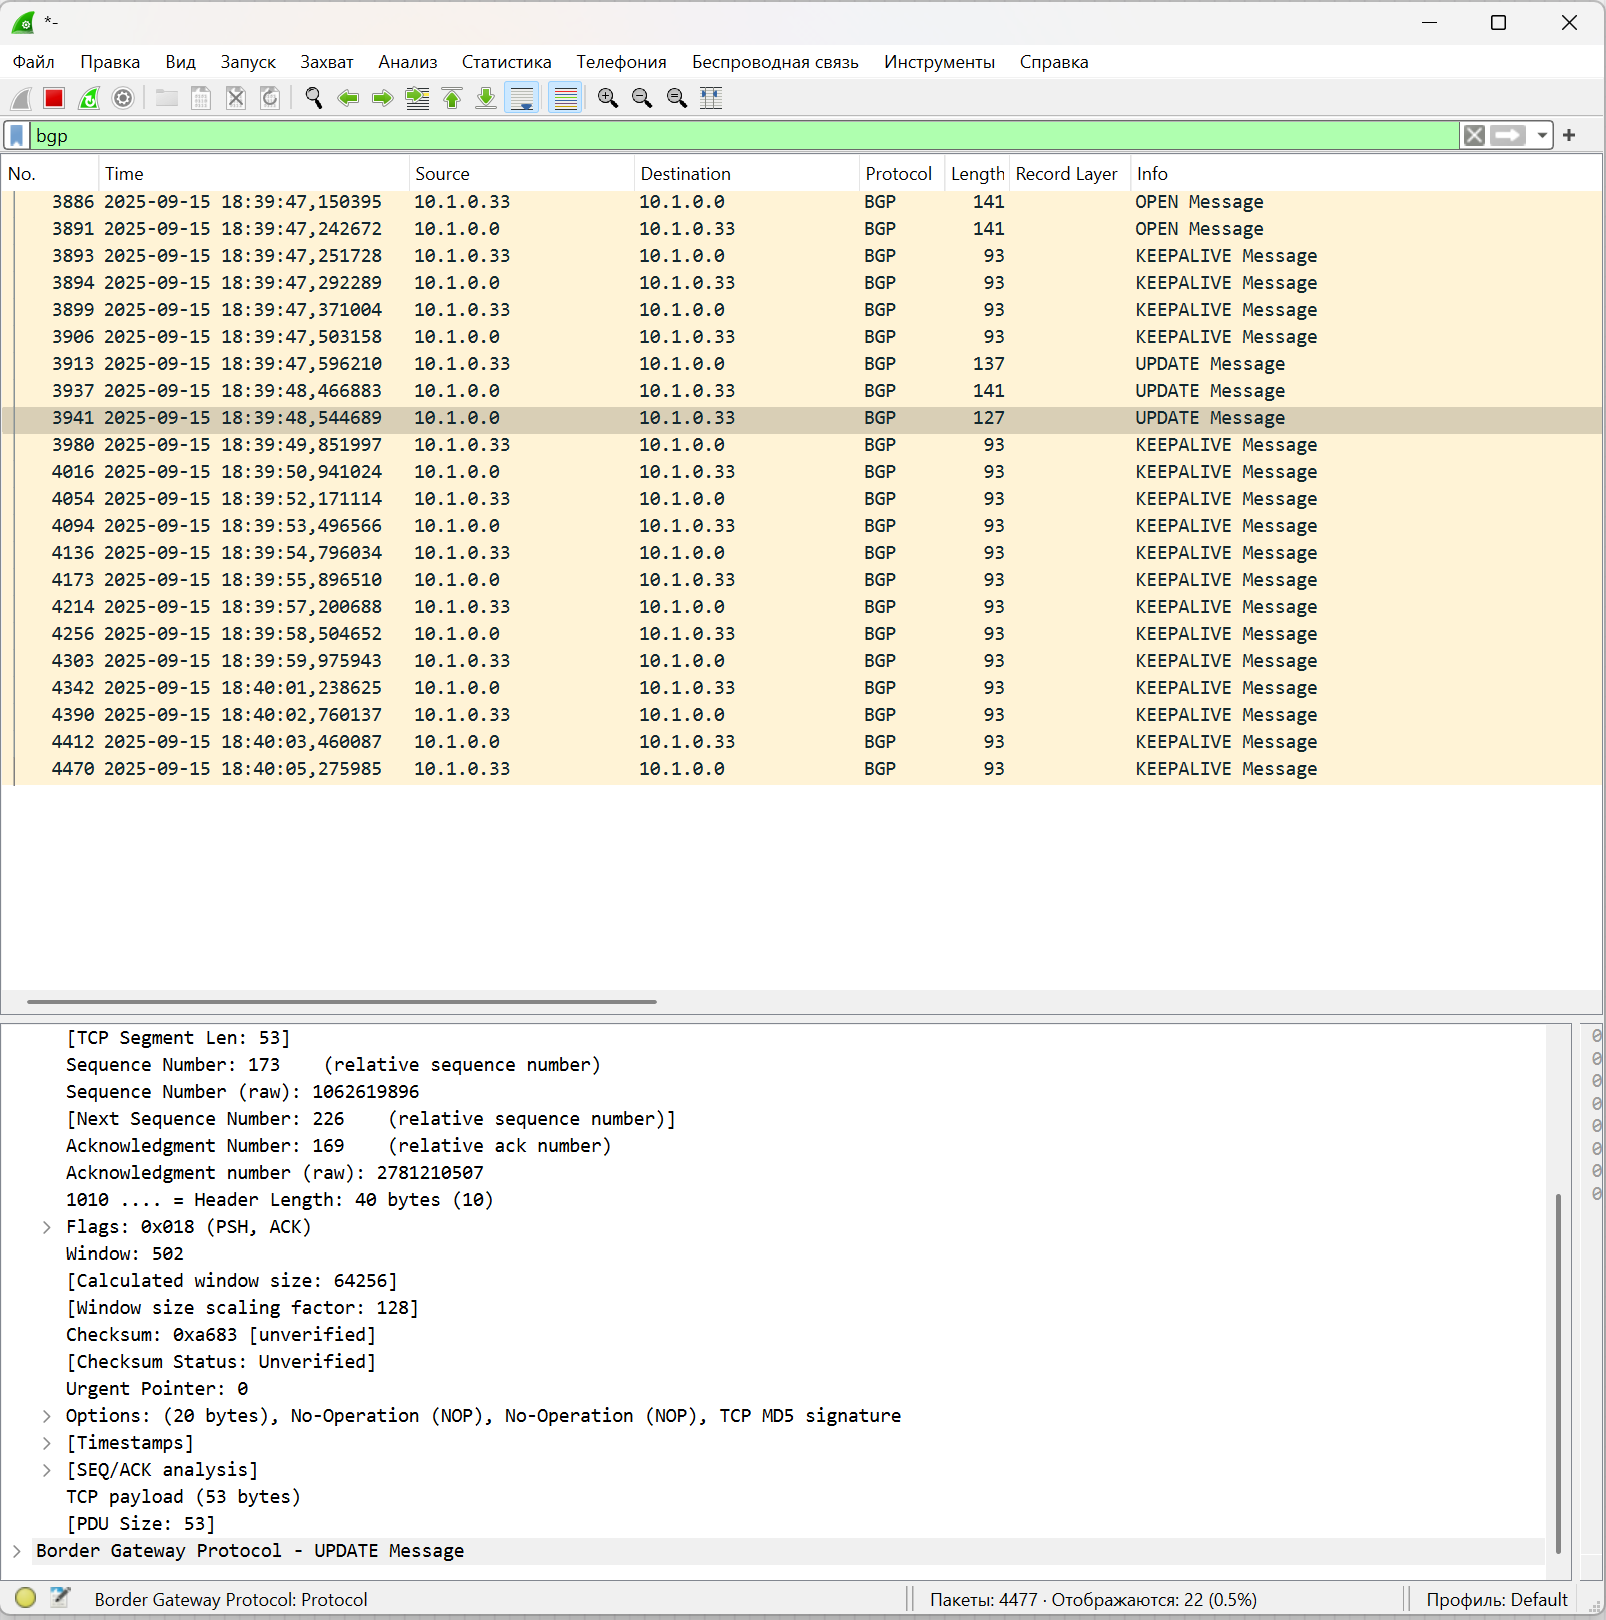 *-
Файл Правка Вид Запуск Захват Анализ Статистика Телефония Беспроводная связь Инструменты Справка
bgp
No. Time Source Destination Protocol Length Record Layer Info
3886 2025-09-15 18:39:47,150395 10.1.0.33 10.1.0.0 BGP 141 OPEN Message
3891 2025-09-15 18:39:47,242672 10.1.0.0 10.1.0.33 BGP 141 OPEN Message
3893 2025-09-15 18:39:47,251728 10.1.0.33 10.1.0.0 BGP 93 KEEPALIVE Message
3894 2025-09-15 18:39:47,292289 10.1.0.0 10.1.0.33 BGP 93 KEEPALIVE Message
3899 2025-09-15 18:39:47,371004 10.1.0.33 10.1.0.0 BGP 93 KEEPALIVE Message
3906 2025-09-15 18:39:47,503158 10.1.0.0 10.1.0.33 BGP 93 KEEPALIVE Message
3913 2025-09-15 18:39:47,596210 10.1.0.33 10.1.0.0 BGP 137 UPDATE Message
3937 2025-09-15 18:39:48,466883 10.1.0.0 10.1.0.33 BGP 141 UPDATE Message
3941 2025-09-15 18:39:48,544689 10.1.0.0 10.1.0.33 BGP 127 UPDATE Message
3980 2025-09-15 18:39:49,851997 10.1.0.33 10.1.0.0 BGP 93 KEEPALIVE Message
4016 2025-09-15 18:39:50,941024 10.1.0.0 10.1.0.33 BGP 93 KEEPALIVE Message
4054 2025-09-15 18:39:52,171114 10.1.0.33 10.1.0.0 BGP 93 KEEPALIVE Message
4094 2025-09-15 18:39:53,496566 10.1.0.0 10.1.0.33 BGP 93 KEEPALIVE Message
4136 2025-09-15 18:39:54,796034 10.1.0.33 10.1.0.0 BGP 93 KEEPALIVE Message
4173 2025-09-15 18:39:55,896510 10.1.0.0 10.1.0.33 BGP 93 KEEPALIVE Message
4214 2025-09-15 18:39:57,200688 10.1.0.33 10.1.0.0 BGP 93 KEEPALIVE Message
4256 2025-09-15 18:39:58,504652 10.1.0.0 10.1.0.33 BGP 93 KEEPALIVE Message
4303 2025-09-15 18:39:59,975943 10.1.0.33 10.1.0.0 BGP 93 KEEPALIVE Message
4342 2025-09-15 18:40:01,238625 10.1.0.0 10.1.0.33 BGP 93 KEEPALIVE Message
4390 2025-09-15 18:40:02,760137 10.1.0.33 10.1.0.0 BGP 93 KEEPALIVE Message
4412 2025-09-15 18:40:03,460087 10.1.0.0 10.1.0.33 BGP 93 KEEPALIVE Message
4470 2025-09-15 18:40:05,275985 10.1.0.33 10.1.0.0 BGP 93 KEEPALIVE Message
[TCP Segment Len: 53]
Sequence Number: 173 (relative sequence number)
Sequence Number (raw): 1062619896
[Next Sequence Number: 226 (relative sequence number)]
Acknowledgment Number: 169 (relative ack number)
Acknowledgment number (raw): 2781210507
1010 .... = Header Length: 40 bytes (10)
Flags: 0x018 (PSH, ACK)
Window: 502
[Calculated window size: 64256]
[Window size scaling factor: 128]
Checksum: 0xa683 [unverified]
[Checksum Status: Unverified]
Urgent Pointer: 0
Options: (20 bytes), No-Operation (NOP), No-Operation (NOP), TCP MD5 signature
[Timestamps]
[SEQ/ACK analysis]
TCP payload (53 bytes)
[PDU Size: 53]
Border Gateway Protocol - UPDATE Message
0
0
0
0
0
0
0
0
Border Gateway Protocol: Protocol Пакеты: 4477 · Отображаются: 22 (0.5%) Профиль: Default